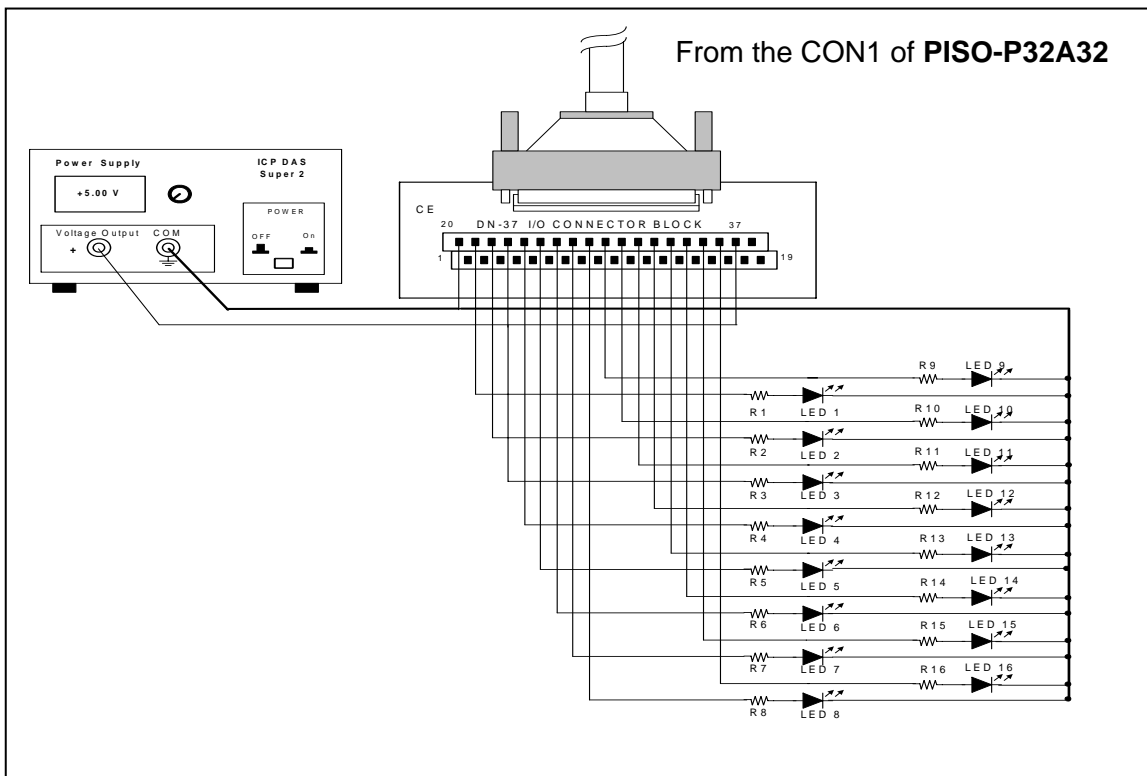 From the CON1 of PISO-P32A32
Power Supply
ICP DAS
Super 2
+5.00 V
POWER
OFF
On
Voltage Output
COM
+
CE
20 DN-37 I/O CONNECTOR BLOCK 37
1
19
R9 LED 9
R1 LED 1
R10 LED 10
R2 LED 2
R11 LED 11
R3 LED 3
R12 LED 12
R4 LED 4
R13 LED 13
R5 LED 5
R14 LED 14
R6 LED 6
R15 LED 15
R7 LED 7
R16 LED 16
R8 LED 8